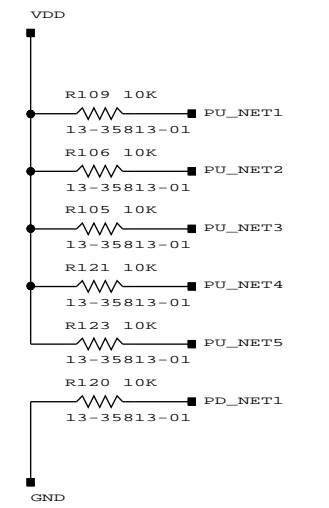 VDD
R109 10K
PU_NET1
13-35813-01
R106 10K
PU_NET2
13-35813-01
R105 10K
PU_NET3
13-35813-01
R121 10K
PU_NET4
13-35813-01
R123 10K
PU_NET5
13-35813-01
R120 10K
PD_NET1
13-35813-01
GND